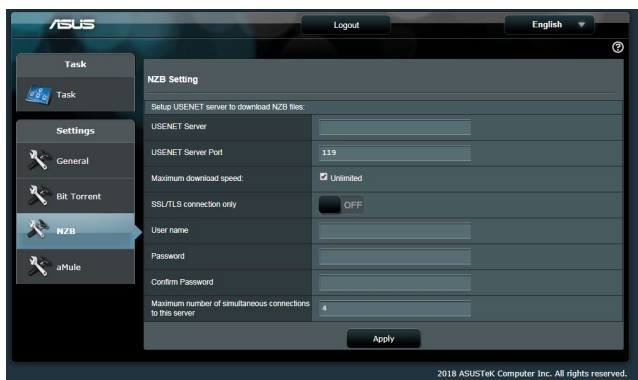 ASUS
Logout
English
Task
Task
Settings
General
Bit Torrent
NZB
aMule
NZB Setting
Setup USENET server to download NZB files:
USENET Server
USENET Server Port
119
Maximum download speed:
Unlimited
SSL/TLS connection only
OFF
User name
Password
Confirm Password
Maximum number of simultaneous connections
to this server
4
Apply
2018 ASUSTeK Computer Inc. All rights reserved.